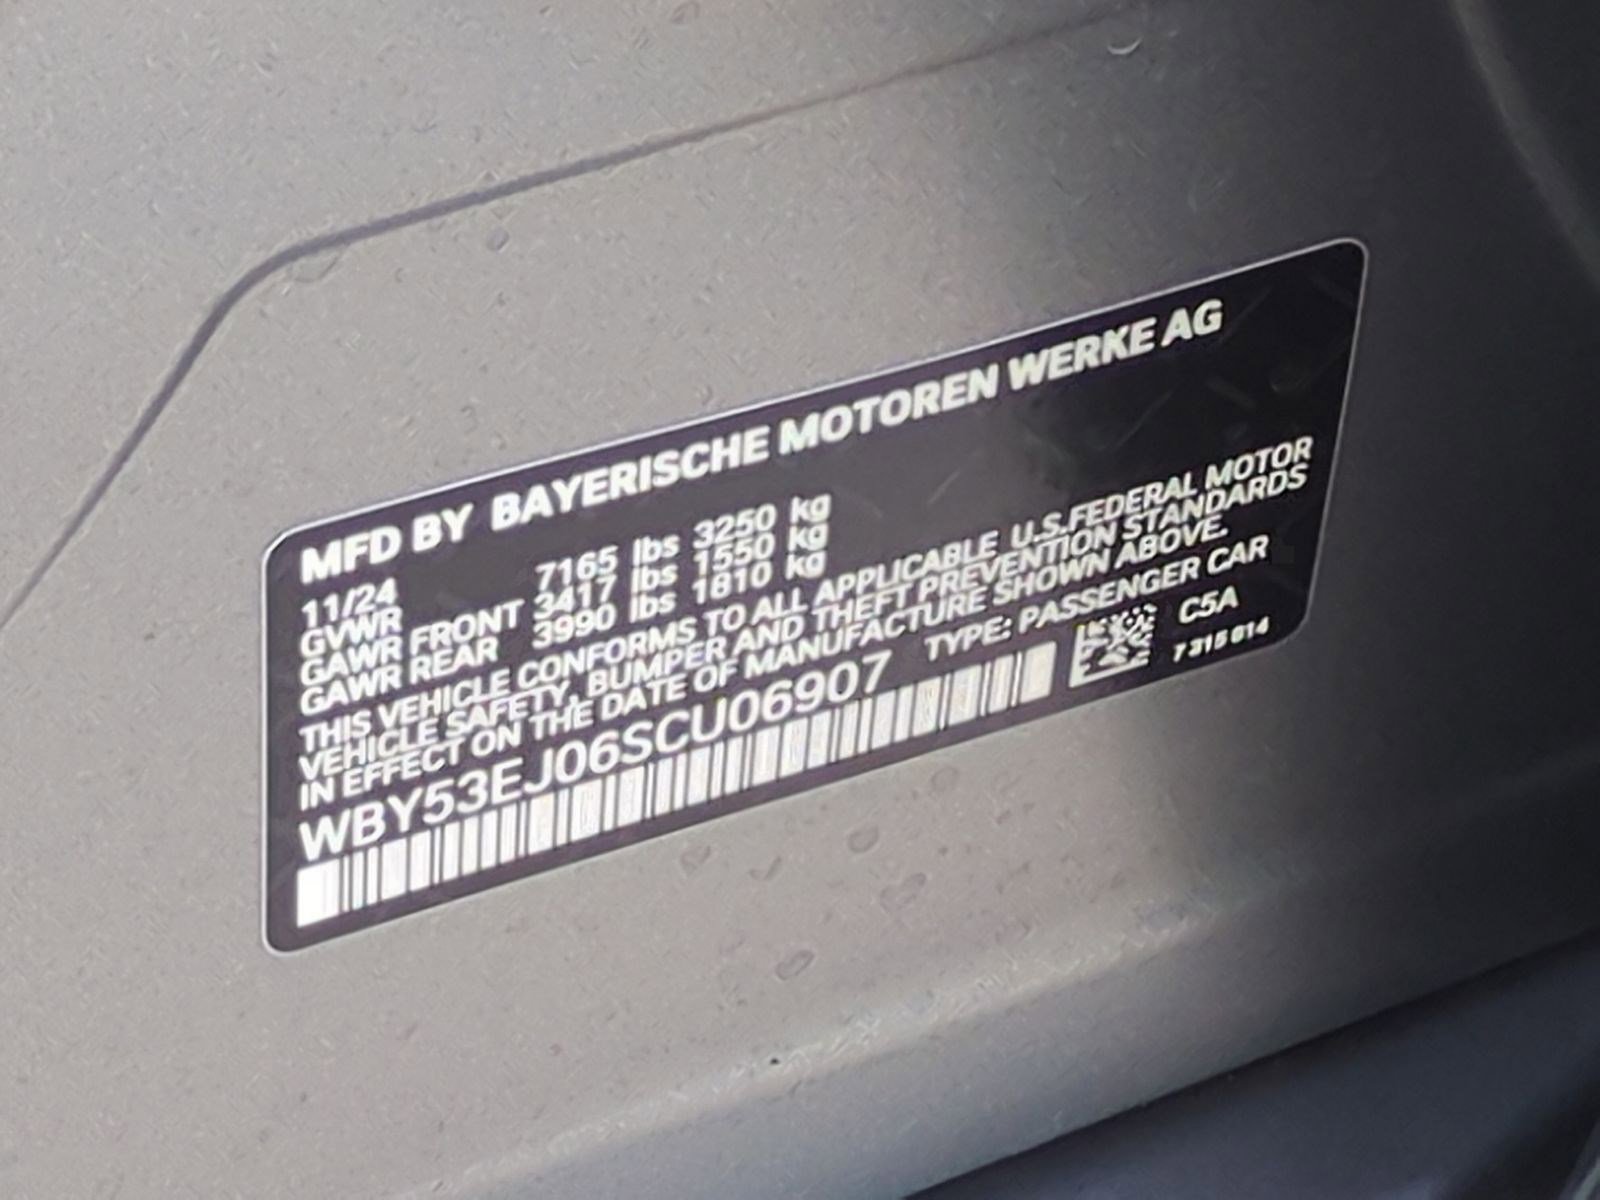 MFD BY BAYERISCHE MOTOREN WERKE AG
11/24
GVWR 7165 lbs 3250 kg
GAWR FRONT 3417 lbs 1550 kg
GAWR REAR 3990 lbs 1810 kg
THIS VEHICLE CONFORMS TO ALL APPLICABLE U.S.FEDERAL MOTOR
VEHICLE SAFETY, BUMPER AND THEFT PREVENTION STANDARDS
IN EFFECT ON THE DATE OF MANUFACTURE SHOWN ABOVE.
WBY53EJ06SCU06907 TYPE: PASSENGER CAR
C5A
7 315 614